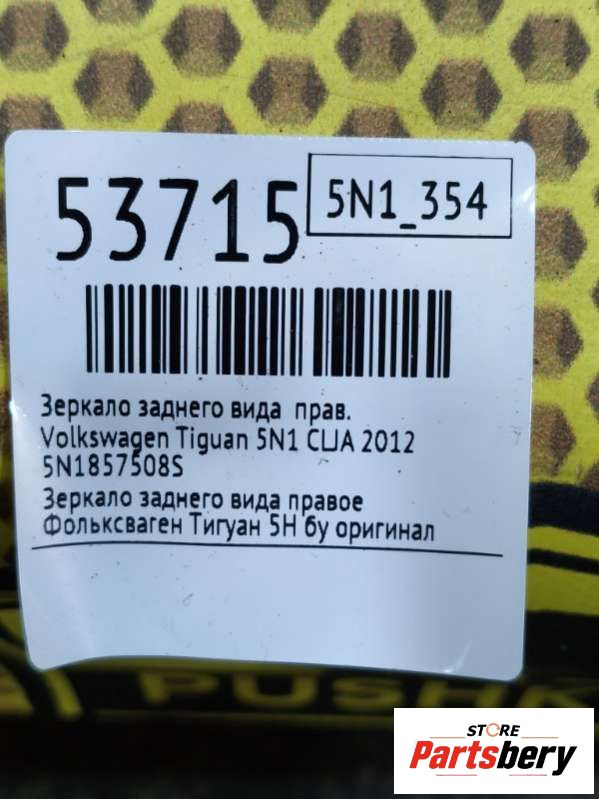 53715
5N1_354
Зеркало заднего вида прав.
Volkswagen Tiguan 5N1 CLJA 2012
5N1857508S
Зеркало заднего вида правое
Фольксваген Тигуан 5Н бу оригинал
PUSHK
STORE
Partsbery